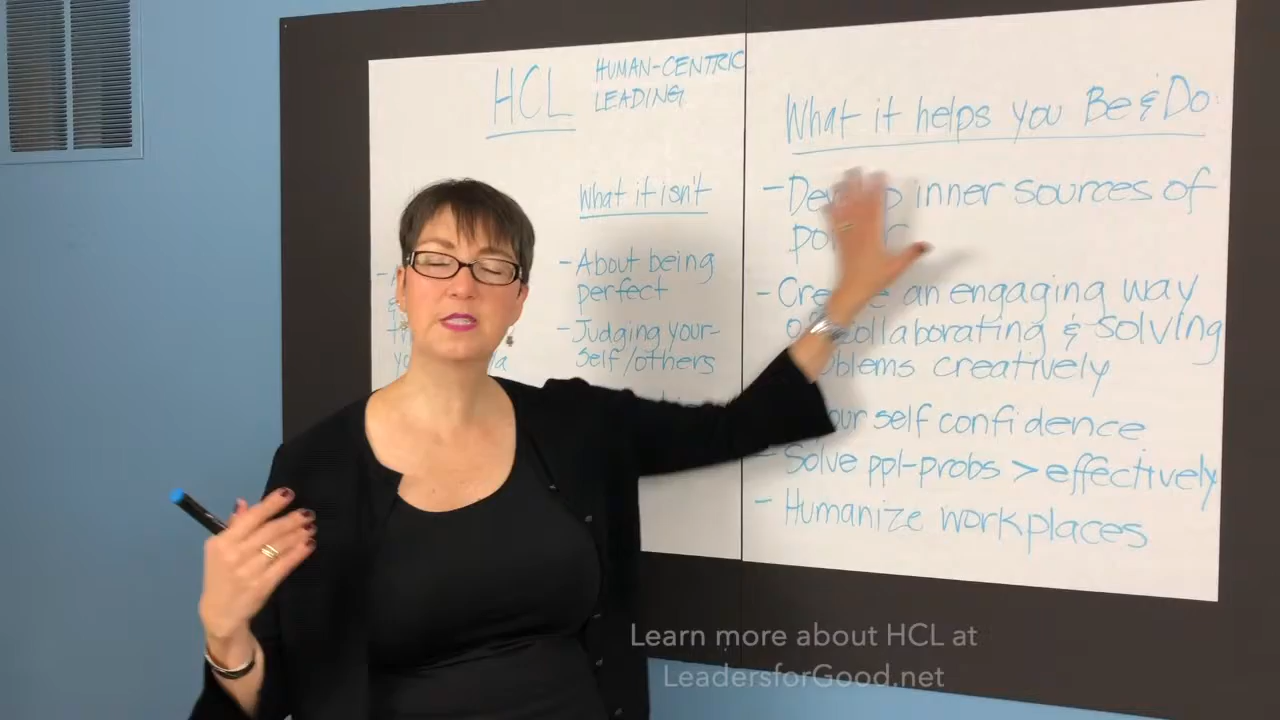 HCL
HUMAN-CENTRIC
LEADING
What it isn't
- About being
perfect
- Judging your-
self/others
What it helps you Be & Do:
- inner sources of
- an engaging way
collaborating & solving
creatively
self confidence
- Solve ppl-probs > effectively
- Humanize workplaces
Learn more about HCL at
LeadersforGood.net